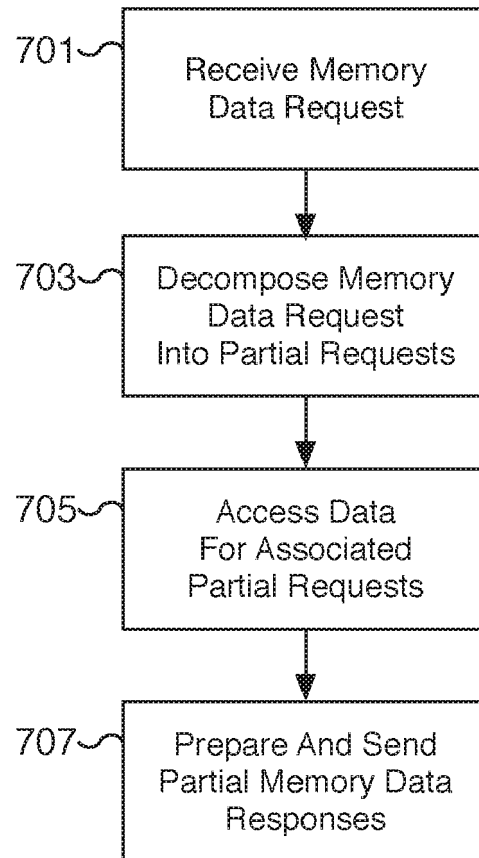 701
Receive Memory
Data Request
703
Decompose Memory
Data Request
Into Partial Requests
705
Access Data
For Associated
Partial Requests
707
Prepare And Send
Partial Memory Data
Responses